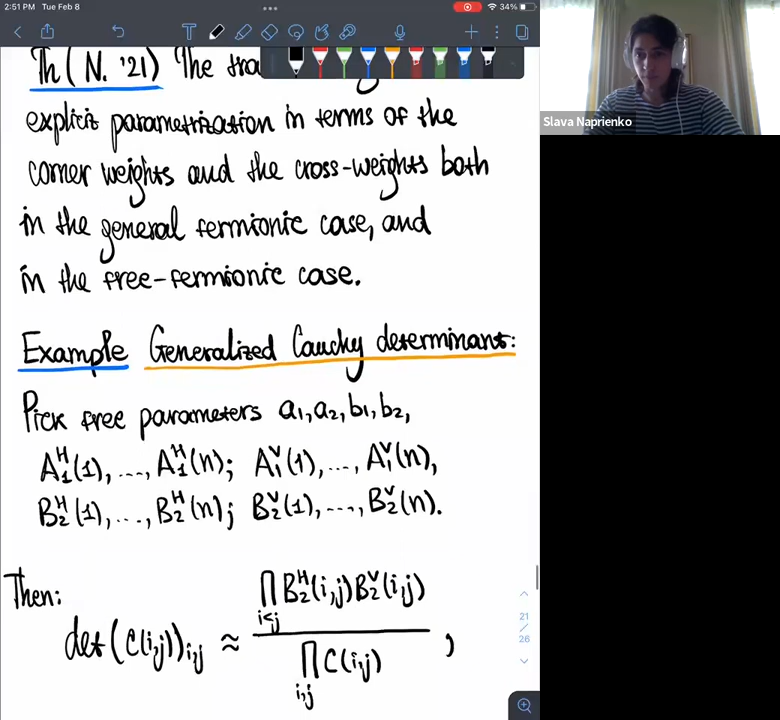 2:51 PM Tue Feb 8
34%
Th (N. '21) The
explicit parametrization in terms of the
corner weights and the cross-weights both
in the general fermionic case, and
in the free-fermionic case.
Example Generalized Cauchy determinant:
Pick free parameters a₁, a₂, b₁, b₂,
A₁ᴴ(1), ..., A₁ᴴ(n); A₁ⱽ(1), ..., A₁ⱽ(n),
B₂ᴴ(1), ..., B₂ᴴ(n); B₂ⱽ(1), ..., B₂ⱽ(n).
Then:
det(C(i,j))ᵢ,ⱼ ≈ ∏_{i<j} B₂ᴴ(i,j) B₂ⱽ(i,j) / ∏_{i,j} C(i,j) ,
21
/
26
Slava Naprienko